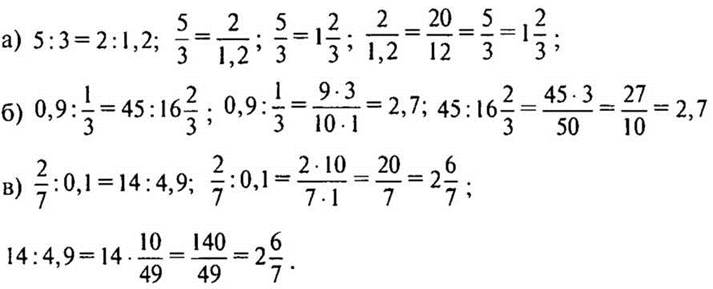 а) 5 : 3 = 2 : 1,2; 5/3 = 2/1,2; 5/3 = 1 2/3; 2/1,2 = 20/12 = 5/3 = 1 2/3;
б) 0,9 : 1/3 = 45 : 16 2/3; 0,9 : 1/3 = 9 · 3/10 · 1 = 2,7; 45 : 16 2/3 = 45 · 3/50 = 27/10 = 2,7
в) 2/7 : 0,1 = 14 : 4,9; 2/7 : 0,1 = 2 · 10/7 · 1 = 20/7 = 2 6/7;
14 : 4,9 = 14 · 10/49 = 140/49 = 2 6/7.